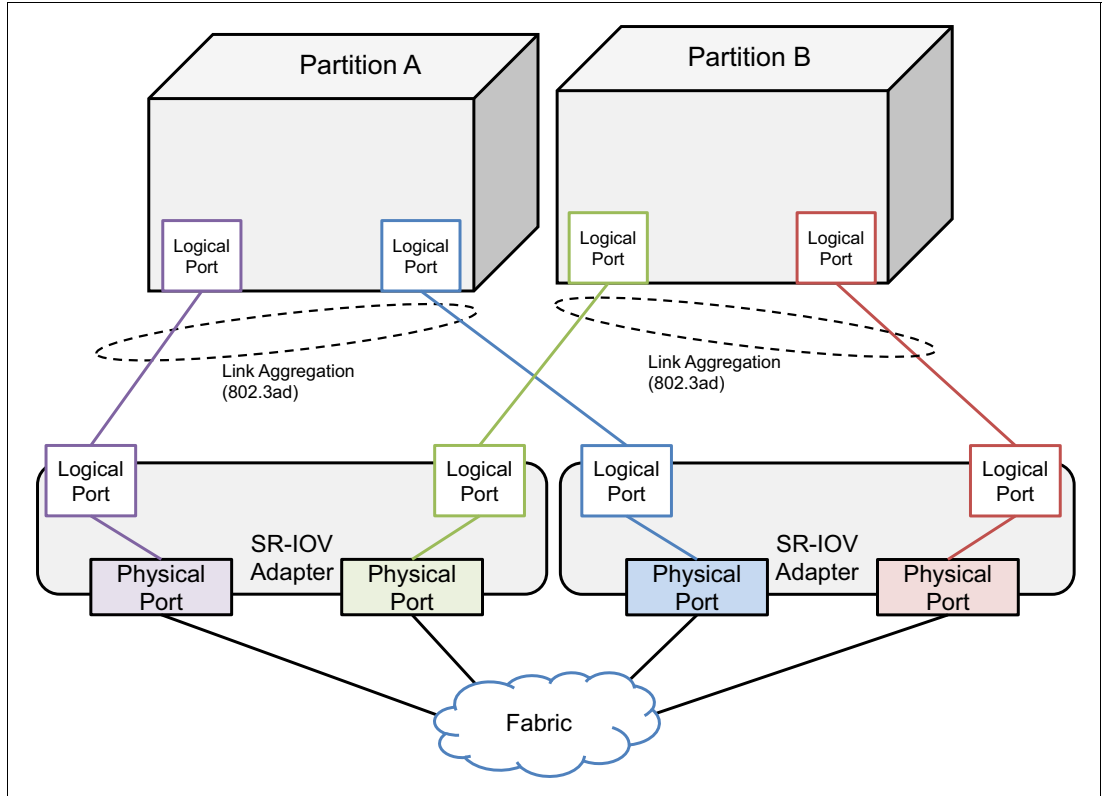 Partition A
Partition B
Logical
Port
Logical
Port
Logical
Port
Logical
Port
Link Aggregation
(802.3ad)
Link Aggregation
(802.3ad)
Logical
Port
Logical
Port
Logical
Port
Logical
Port
SR-IOV
Adapter
SR-IOV
Adapter
Physical
Port
Physical
Port
Physical
Port
Physical
Port
Fabric